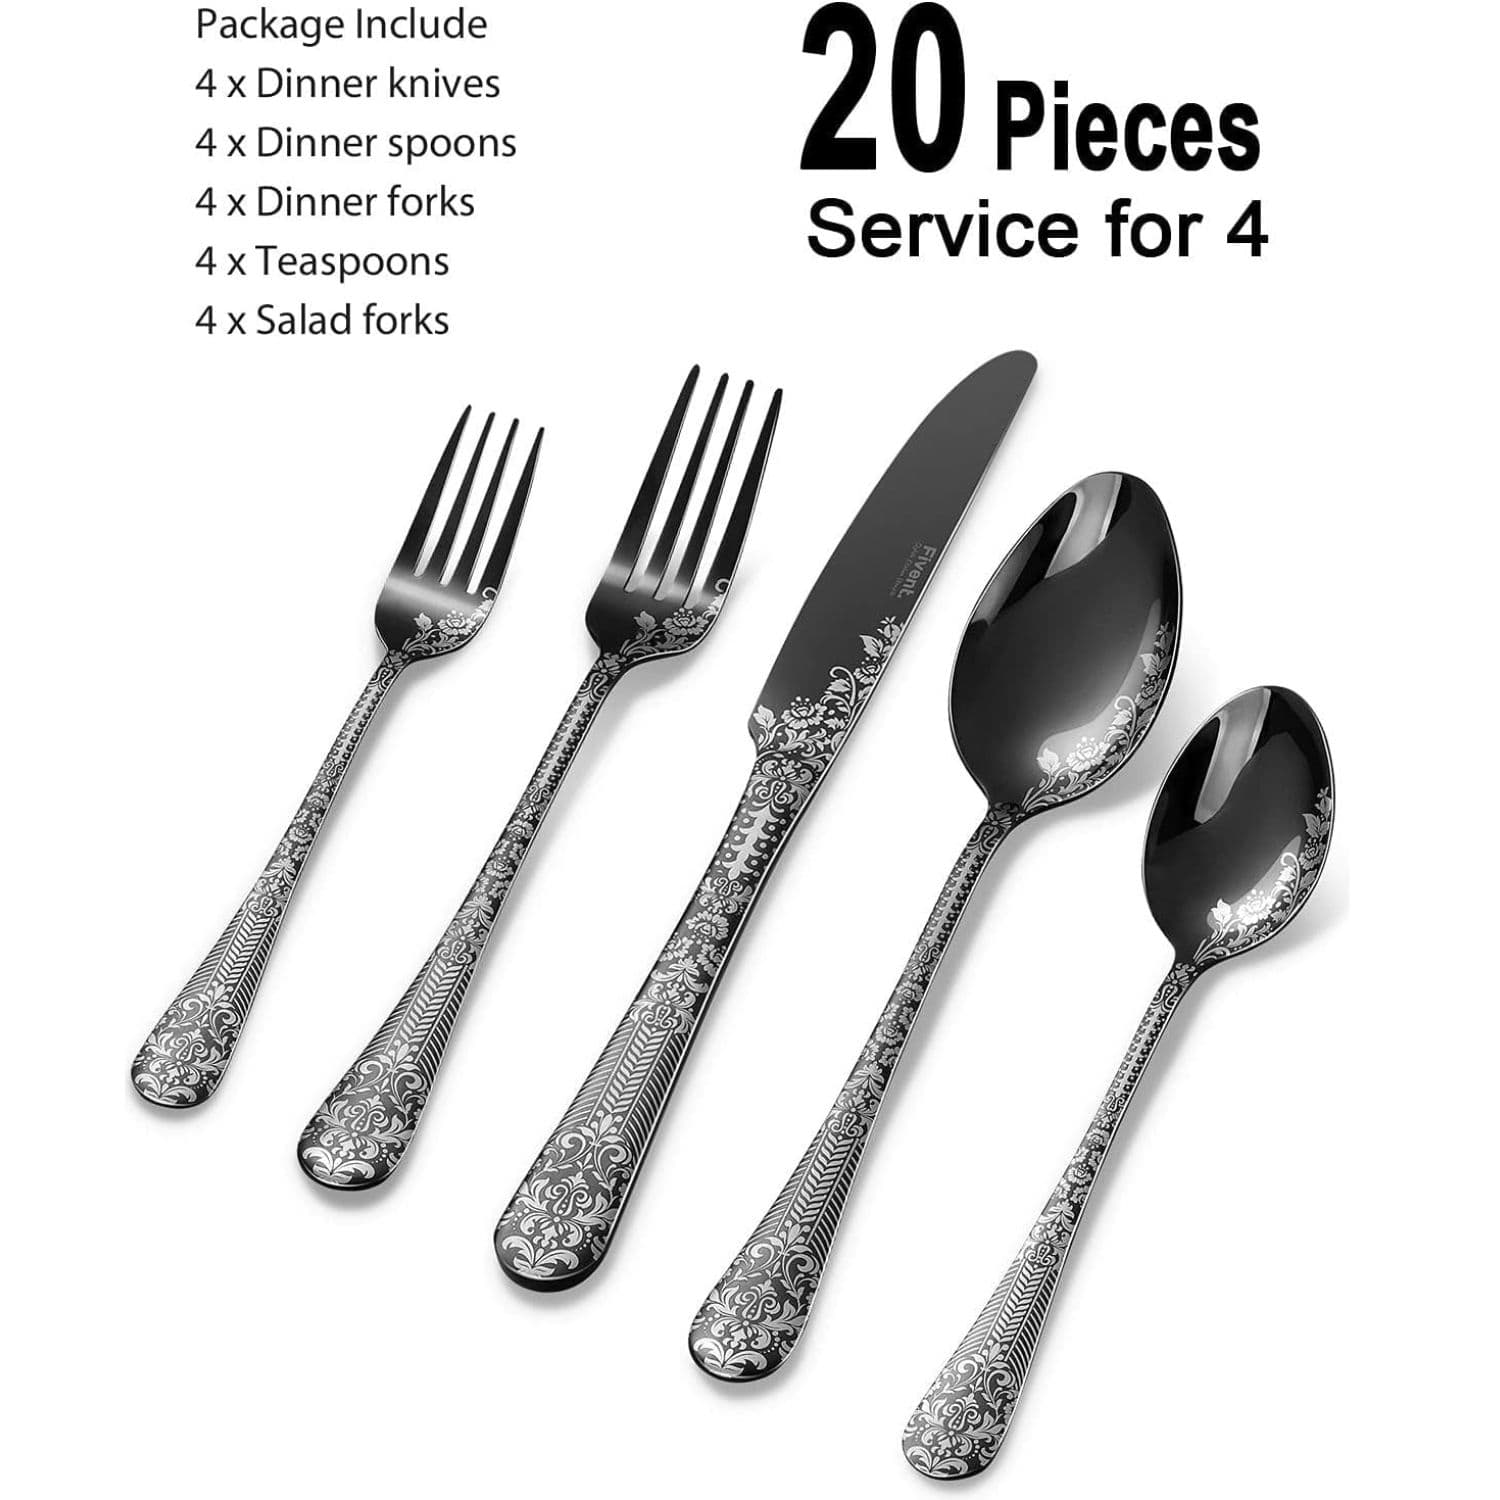 Package Include
4 x Dinner knives
4 x Dinner spoons
4 x Dinner forks
4 x Teaspoons
4 x Salad forks
20 Pieces
Service for 4
Fivent.